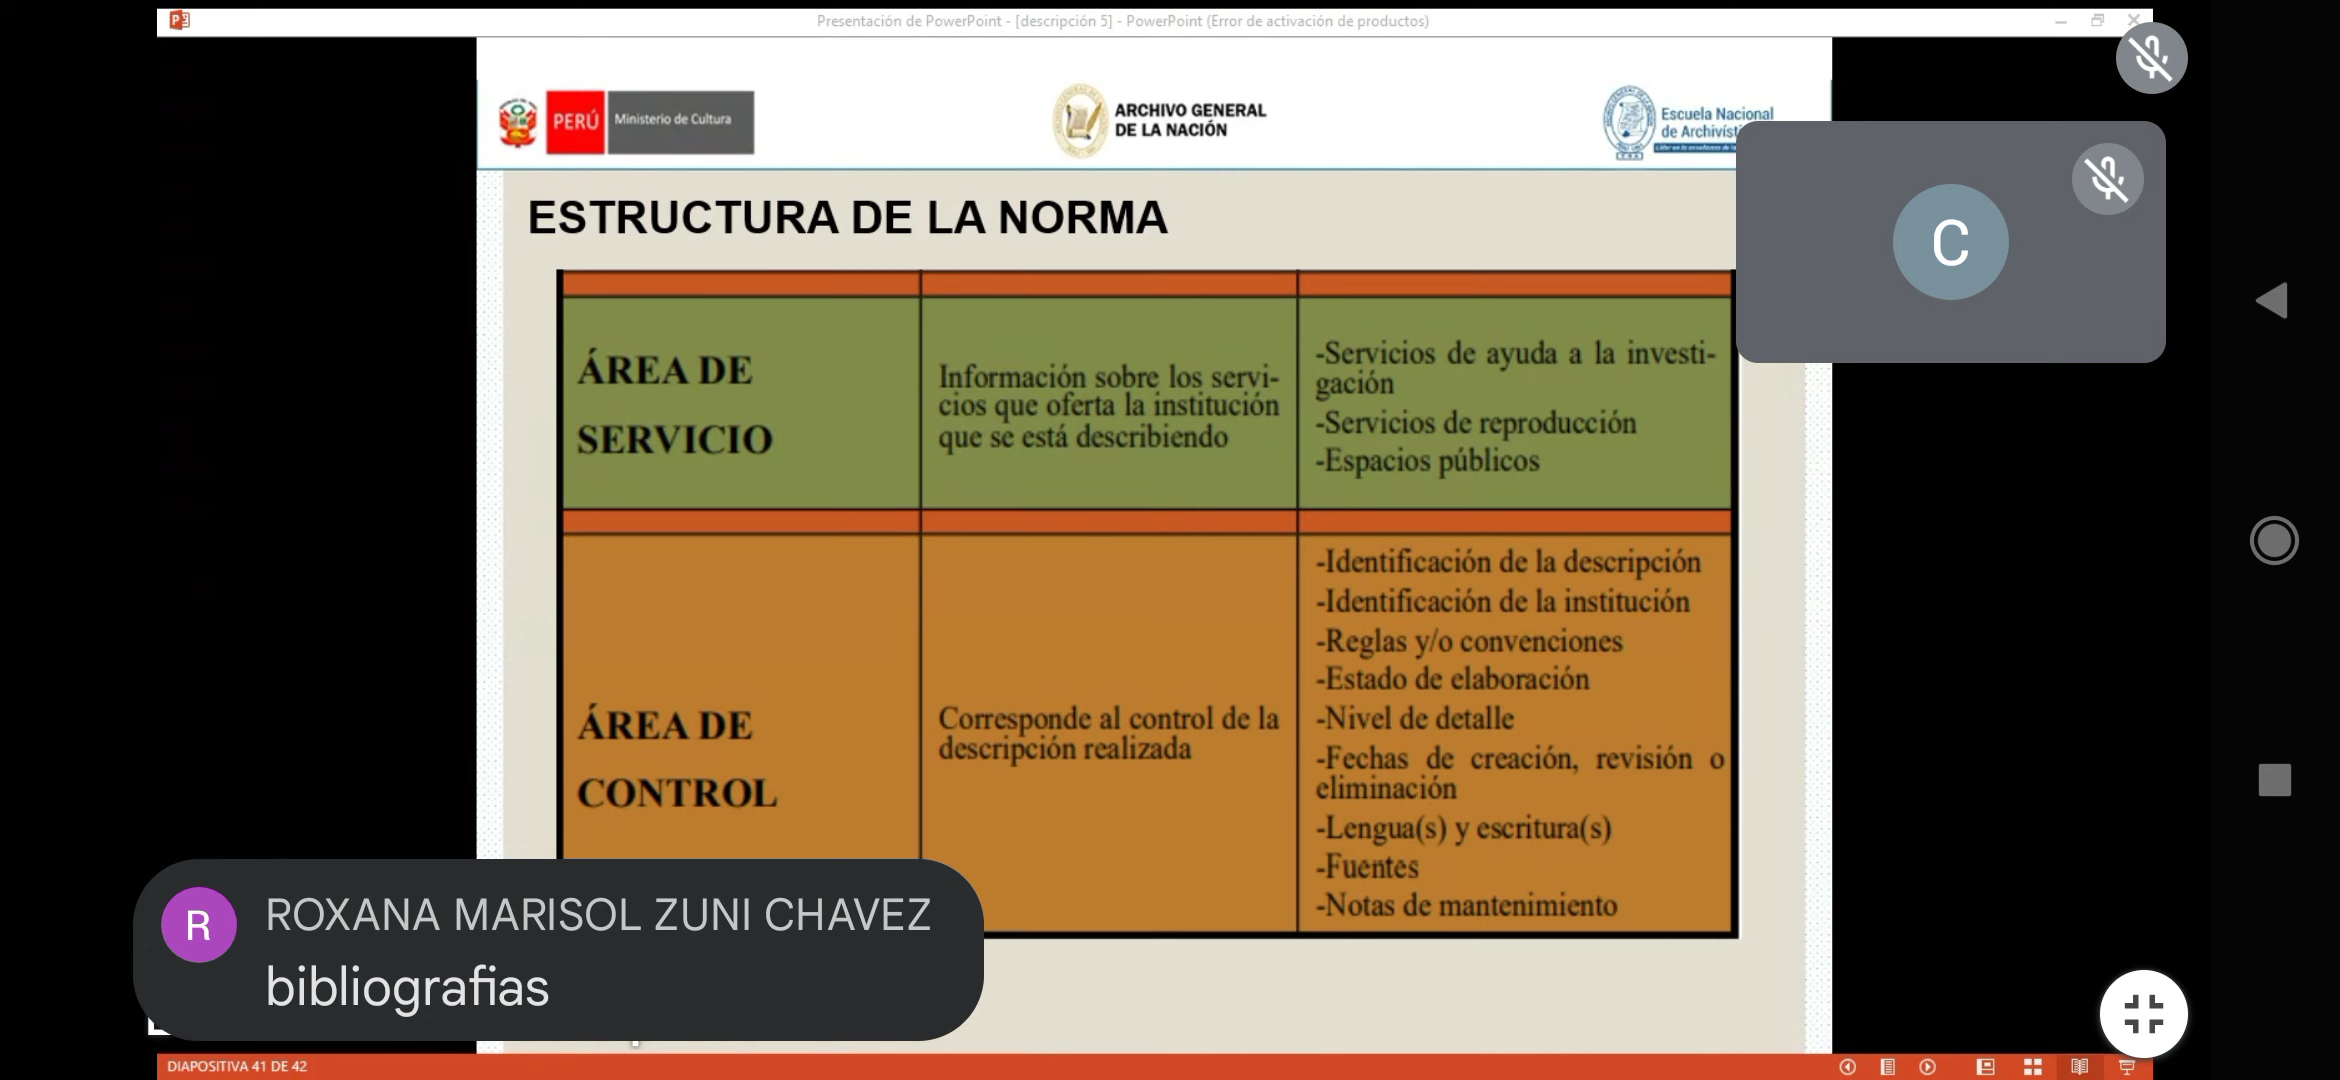 Presentación de PowerPoint - [descripción 5] - PowerPoint (Error de activación de productos)
PERÚ
Ministerio de Cultura
ARCHIVO GENERAL
DE LA NACIÓN
Escuela Nacional
ESTRUCTURA DE LA NORMA
C
ÁREA DE
SERVICIO
Información sobre los servi-
cios que oferta la institución
que se está describiendo
-Servicios de ayuda a la investi-
gación
-Servicios de reproducción
-Espacios públicos
ÁREA DE
CONTROL
Corresponde al control de la
descripción realizada
-Identificación de la descripción
-Identificación de la institución
-Reglas y/o convenciones
-Estado de elaboración
-Nivel de detalle
-Fechas de creación, revisión o
eliminación
-Lengua(s) y escritura(s)
-Fuentes
-Notas de mantenimiento
R
ROXANA MARISOL ZUNI CHAVEZ
bibliografias
DIAPOSITIVA 41 DE 42